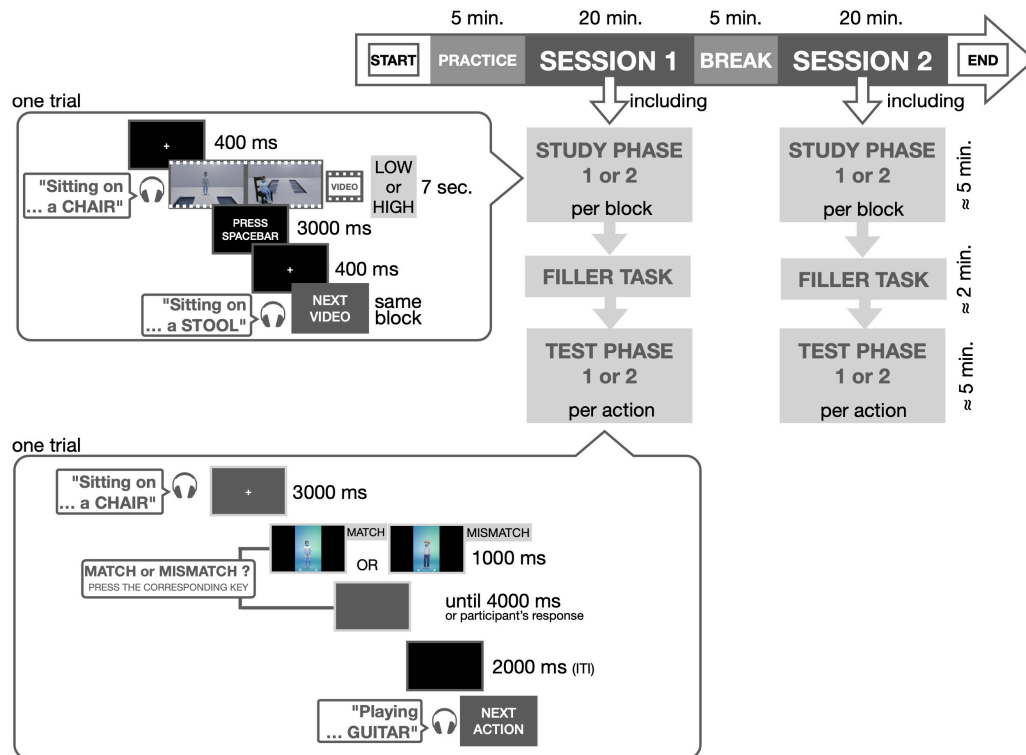 5 min.
20 min.
5 min.
20 min.
START
PRACTICE
SESSION 1
BREAK
SESSION 2
END
including
including
one trial
400 ms
"Sitting on
... a CHAIR"
VIDEO
LOW
or
HIGH
7 sec.
PRESS
SPACEBAR
3000 ms
400 ms
"Sitting on
... a STOOL"
NEXT
VIDEO
same
block
STUDY PHASE
1 or 2
per block
FILLER TASK
TEST PHASE
1 or 2
per action
STUDY PHASE
1 or 2
per block
FILLER TASK
TEST PHASE
1 or 2
per action
≈ 5 min.
≈ 2 min.
≈ 5 min.
one trial
"Sitting on
... a CHAIR"
3000 ms
MATCH
MISMATCH
OR
1000 ms
MATCH or MISMATCH ?
PRESS THE CORRESPONDING KEY
until 4000 ms
or participant's response
2000 ms (ITI)
"Playing
... GUITAR"
NEXT
ACTION